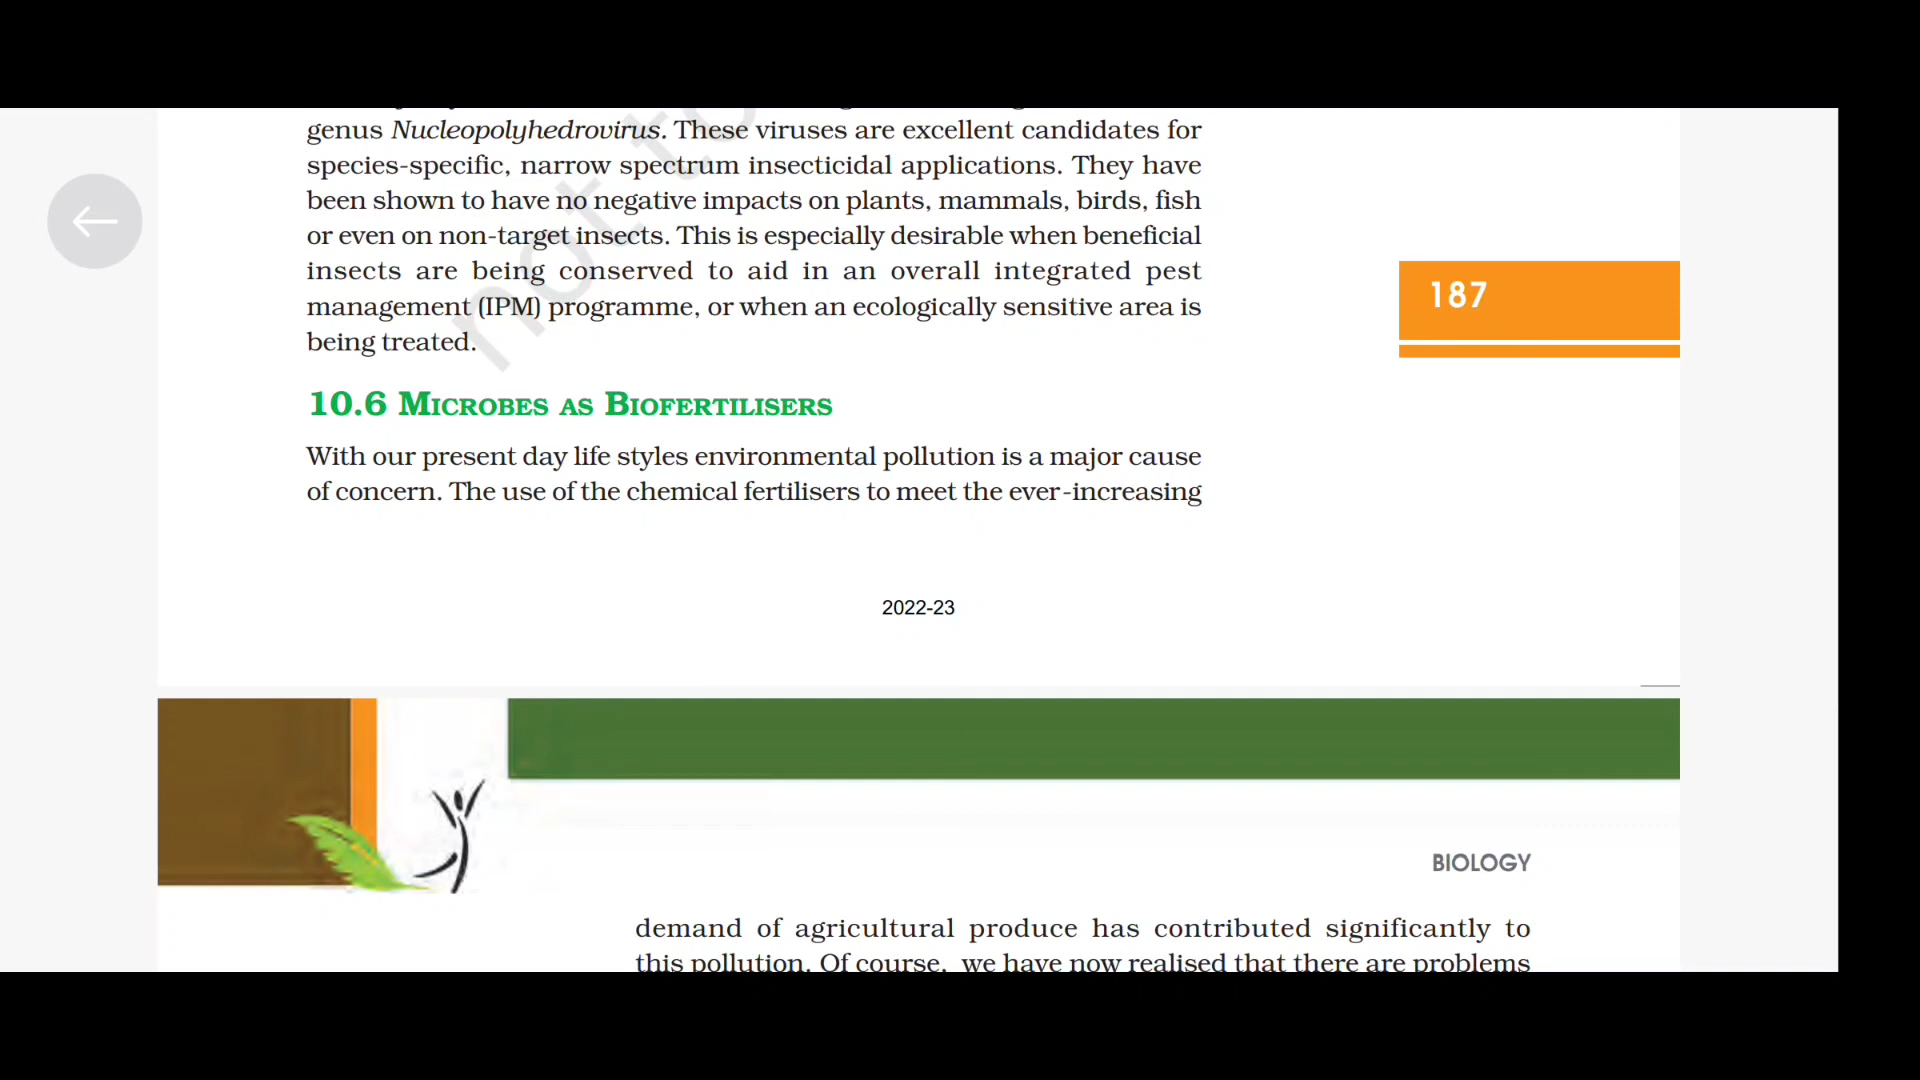 genus Nucleopolyhedrovirus. These viruses are excellent candidates for
species-specific, narrow spectrum insecticidal applications. They have
been shown to have no negative impacts on plants, mammals, birds, fish
or even on non-target insects. This is especially desirable when beneficial
insects are being conserved to aid in an overall integrated pest
management (IPM) programme, or when an ecologically sensitive area is
being treated.
187
10.6 MICROBES AS BIOFERTILISERS
With our present day life styles environmental pollution is a major cause
of concern. The use of the chemical fertilisers to meet the ever-increasing
not to
2022-23
BIOLOGY
demand of agricultural produce has contributed significantly to
this pollution. Of course, we have now realised that there are problems